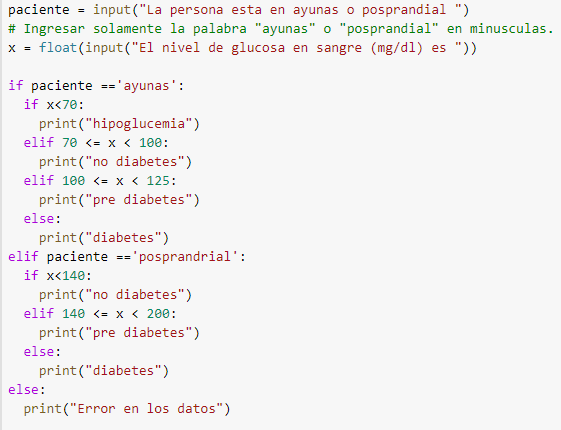 paciente = input("La persona esta en ayunas o posprandial ")
# Ingresar solamente la palabra "ayunas" o "posprandial" en minusculas.
x = float(input("El nivel de glucosa en sangre (mg/dl) es "))

if paciente =='ayunas':
  if x<70:
    print("hipoglucemia")
  elif 70 <= x < 100:
    print("no diabetes")
  elif 100 <= x < 125:
    print("pre diabetes")
  else:
    print("diabetes")
elif paciente =='posprandrial':
  if x<140:
    print("no diabetes")
  elif 140 <= x < 200:
    print("pre diabetes")
  else:
    print("diabetes")
else:
  print("Error en los datos")